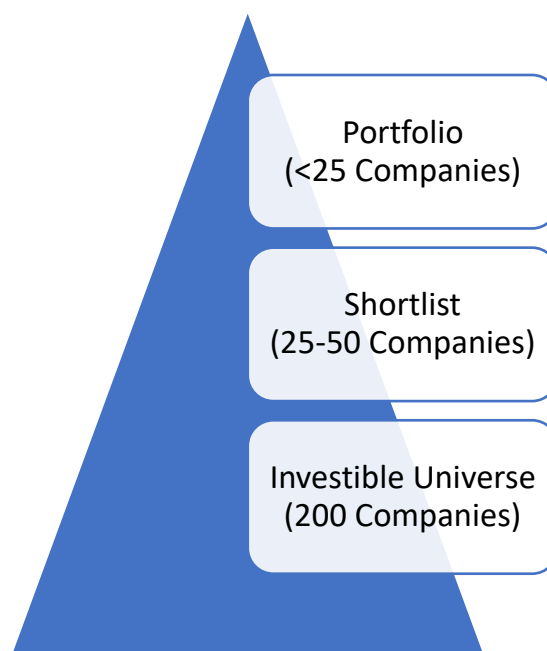 Portfolio
(<25 Companies)
Shortlist
(25-50 Companies)
Investible Universe
(200 Companies)